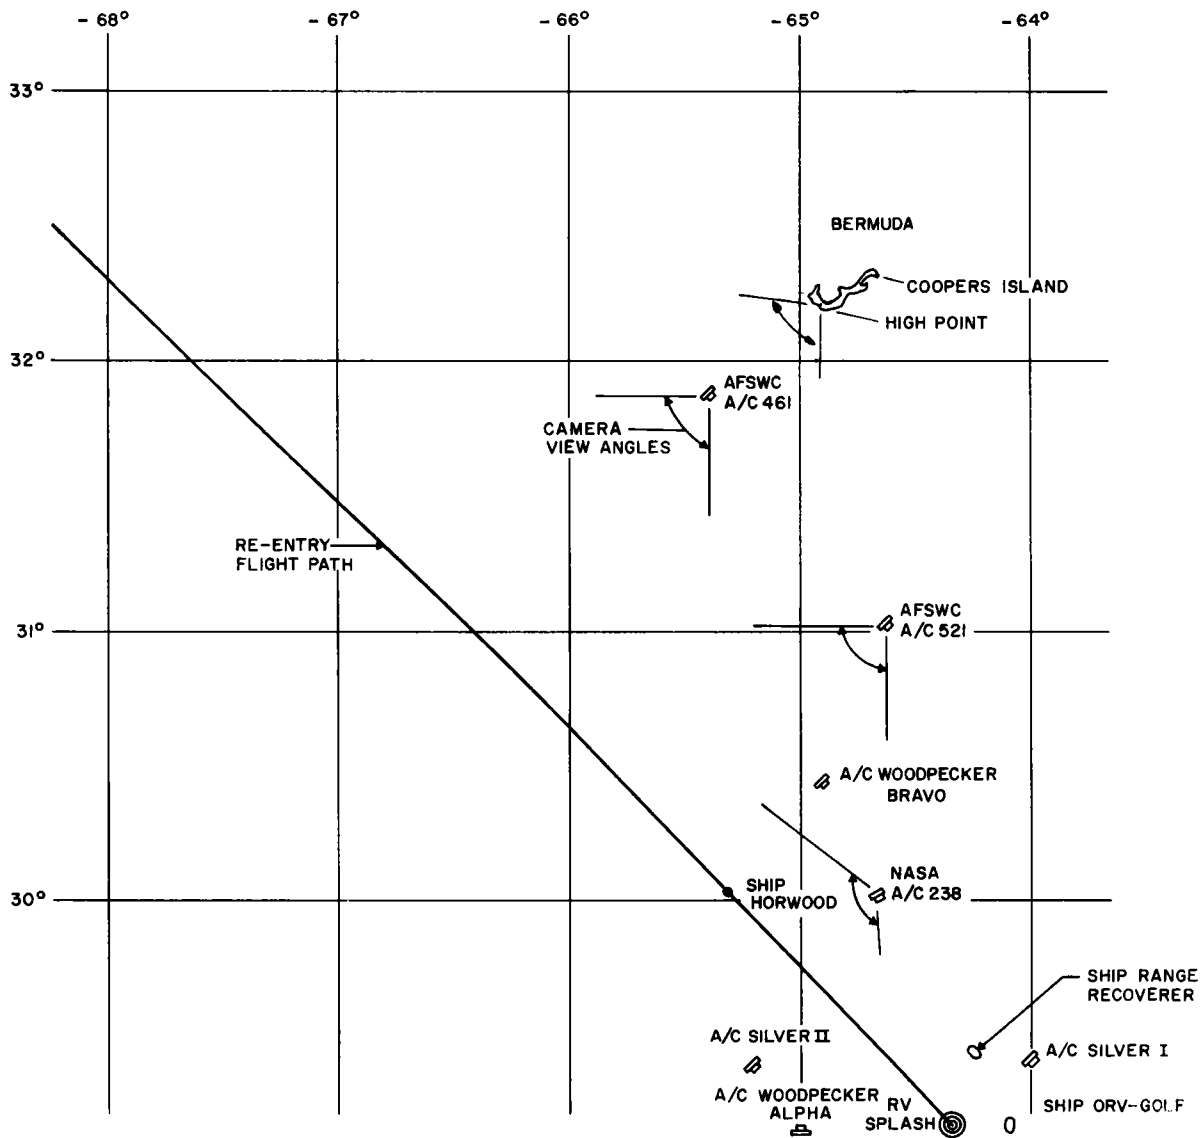 - 68°
- 67°
- 66°
- 65°
- 64°
33°
BERMUDA
COOPERS ISLAND
HIGH POINT
32°
AFSWC
A/C 461
CAMERA
VIEW ANGLES
RE-ENTRY
FLIGHT PATH
AFSWC
A/C 521
31°
A/C WOODPECKER
BRAVO
NASA
A/C 238
30°
SHIP
HORWOOD
SHIP RANGE
RECOVERER
A/C SILVER II
A/C SILVER I
A/C WOODPECKER
ALPHA
RV
SPLASH
SHIP ORV-GOLF